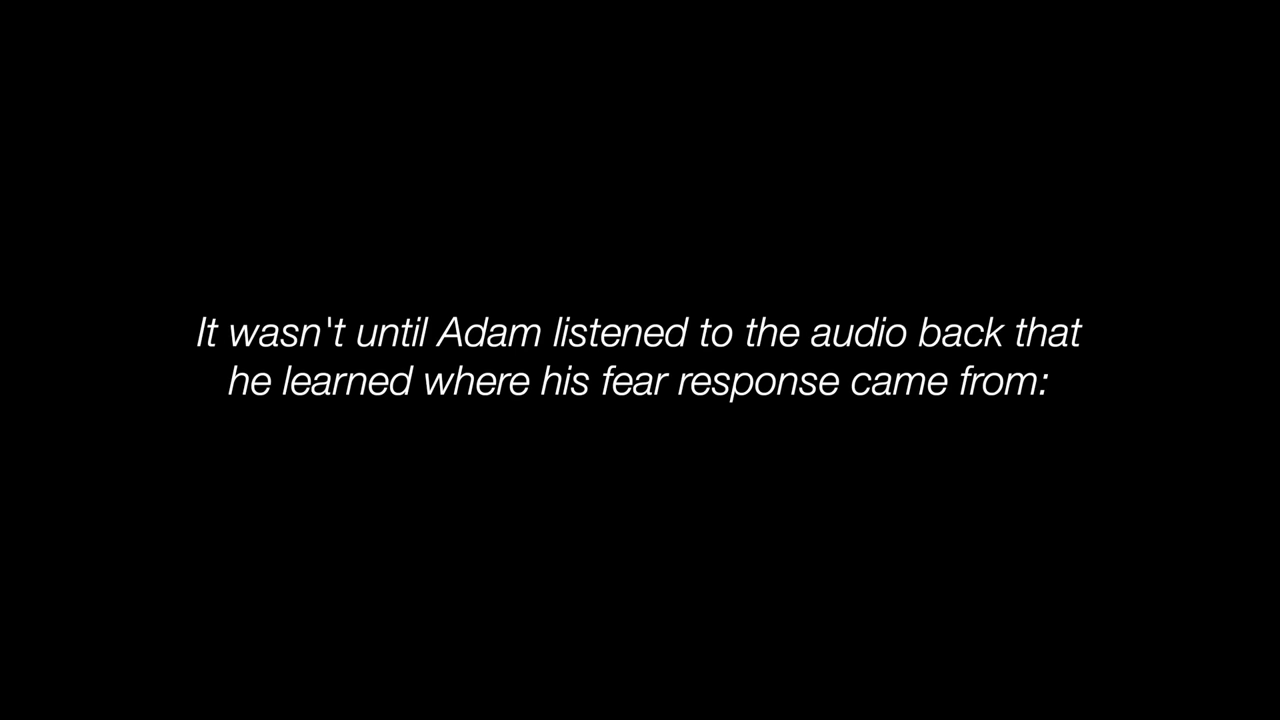 It wasn't until Adam listened to the audio back that
he learned where his fear response came from: